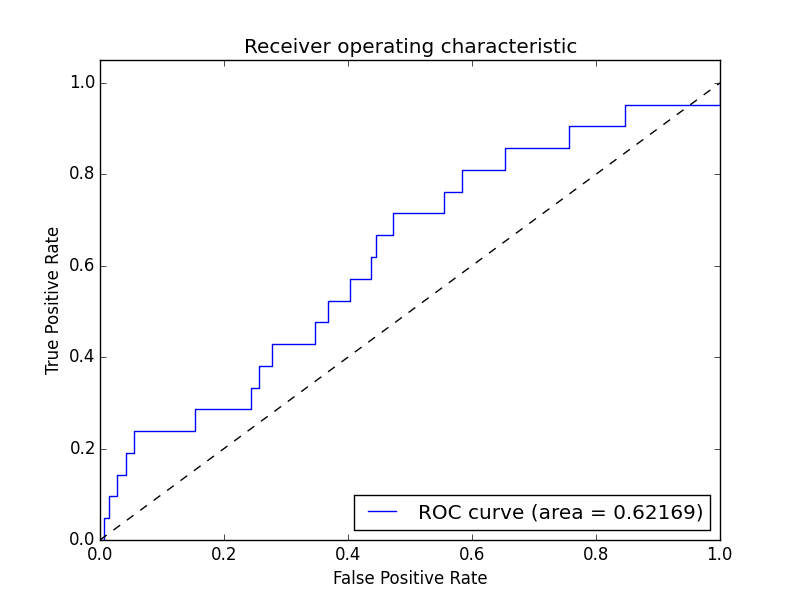 Receiver operating characteristic
1.0
0.8
0.6
0.4
0.2
0.0
True Positive Rate
ROC curve (area = 0.62169)
0.0 0.2 0.4 0.6 0.8 1.0
False Positive Rate